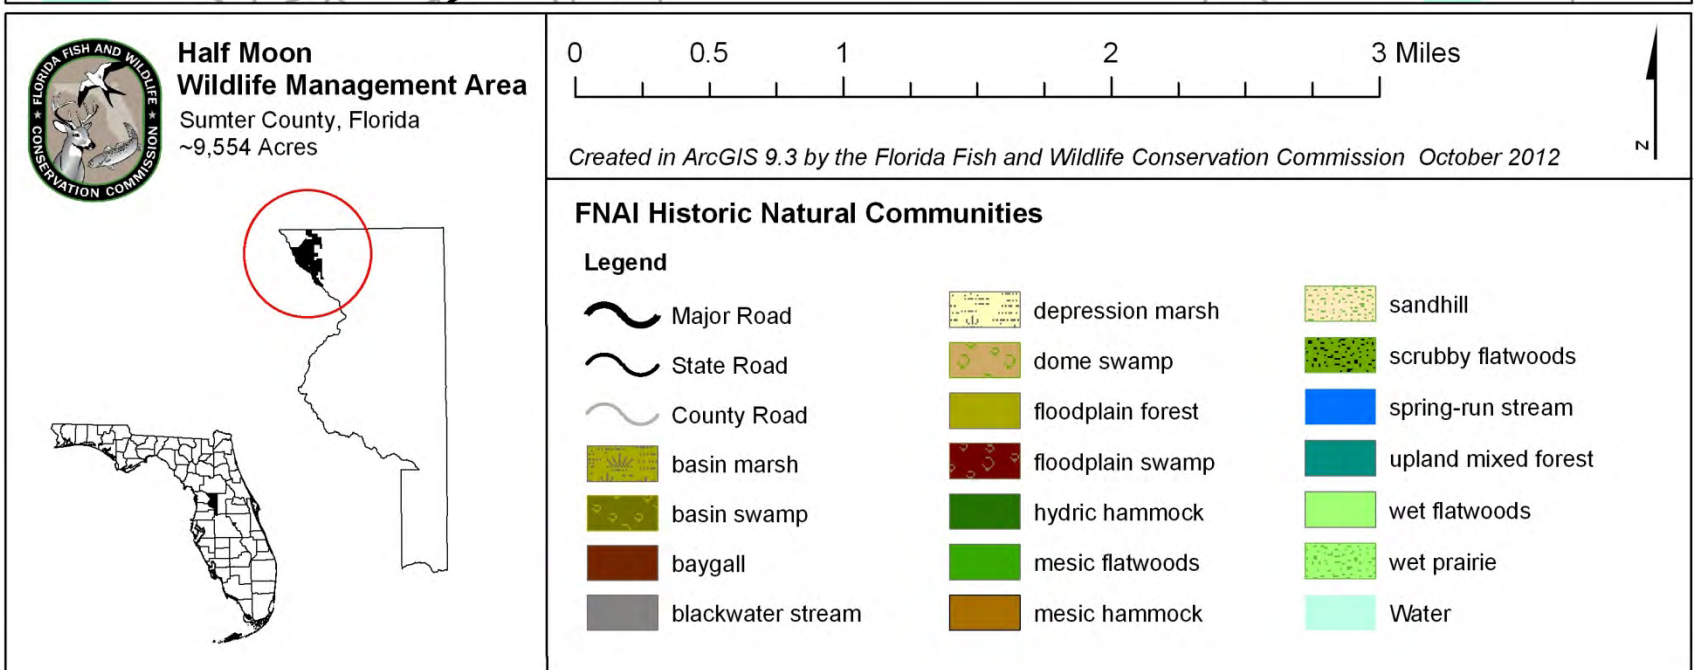 FLORIDA FISH AND WILDLIFE
CONSERVATION COMMISSION
Half Moon
Wildlife Management Area
Sumter County, Florida
~9,554 Acres
0 0.5 1 2 3 Miles
N
Created in ArcGIS 9.3 by the Florida Fish and Wildlife Conservation Commission October 2012
FNAI Historic Natural Communities
Legend
Major Road
State Road
County Road
basin marsh
basin swamp
baygall
blackwater stream
depression marsh
dome swamp
floodplain forest
floodplain swamp
hydric hammock
mesic flatwoods
mesic hammock
sandhill
scrubby flatwoods
spring-run stream
upland mixed forest
wet flatwoods
wet prairie
Water